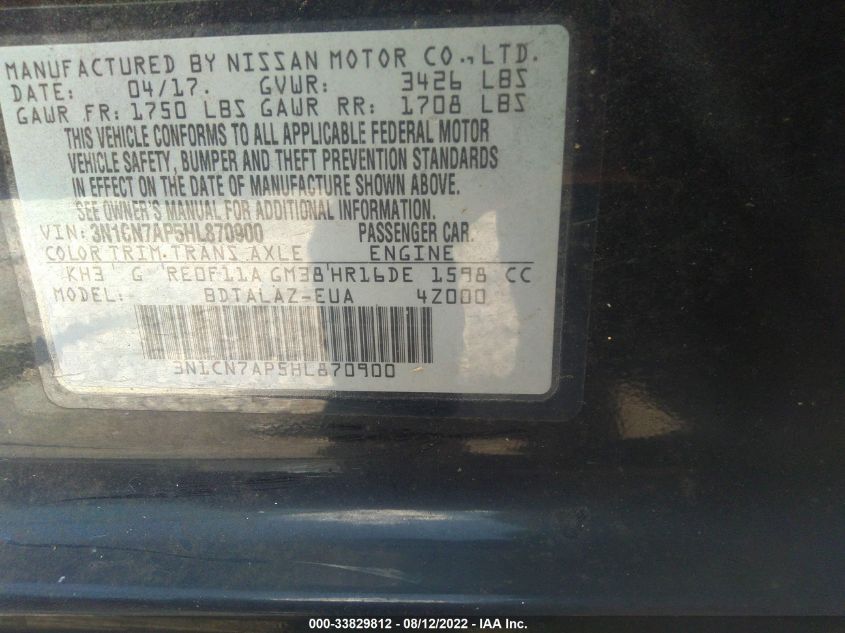 MANUFACTURED BY NISSAN MOTOR CO.,LTD.
DATE: 04/17. GVWR: 3426 LBS
GAWR FR: 1750 LBS GAWR RR: 1708 LBS
THIS VEHICLE CONFORMS TO ALL APPLICABLE FEDERAL MOTOR
VEHICLE SAFETY, BUMPER AND THEFT PREVENTION STANDARDS
IN EFFECT ON THE DATE OF MANUFACTURE SHOWN ABOVE.
SEE OWNER'S MANUAL FOR ADDITIONAL INFORMATION.
VIN: 3N1CN7AP5HL870900 PASSENGER CAR.
COLOR TRIM. TRANS AXLE ENGINE
KH3 G RE0F11A GM38 HR16DE 1598 CC
MODEL: BDTALAZ-EUA 4Z000
3N1CN7AP5HL870900
000-33829812 - 08/12/2022 - IAA Inc.